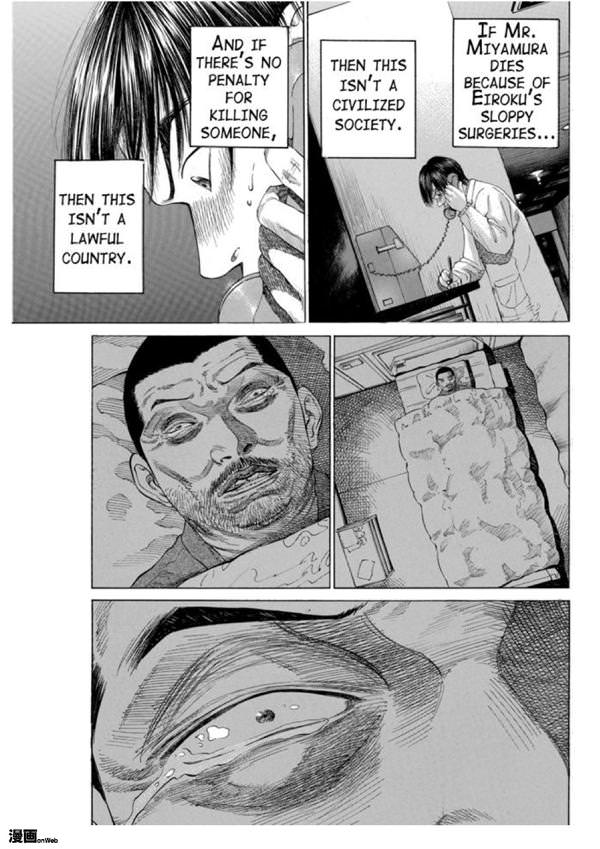 IF MR.
MIYAMURA
DIES
BECAUSE OF
EIROKU'S
SLOPPY
SURGERIES...
THEN THIS
ISN'T A
CIVILIZED
SOCIETY.
AND IF
THERE'S NO
PENALTY
FOR
KILLING
SOMEONE,
THEN THIS
ISN'T A
LAWFUL
COUNTRY.
漫画onWeb